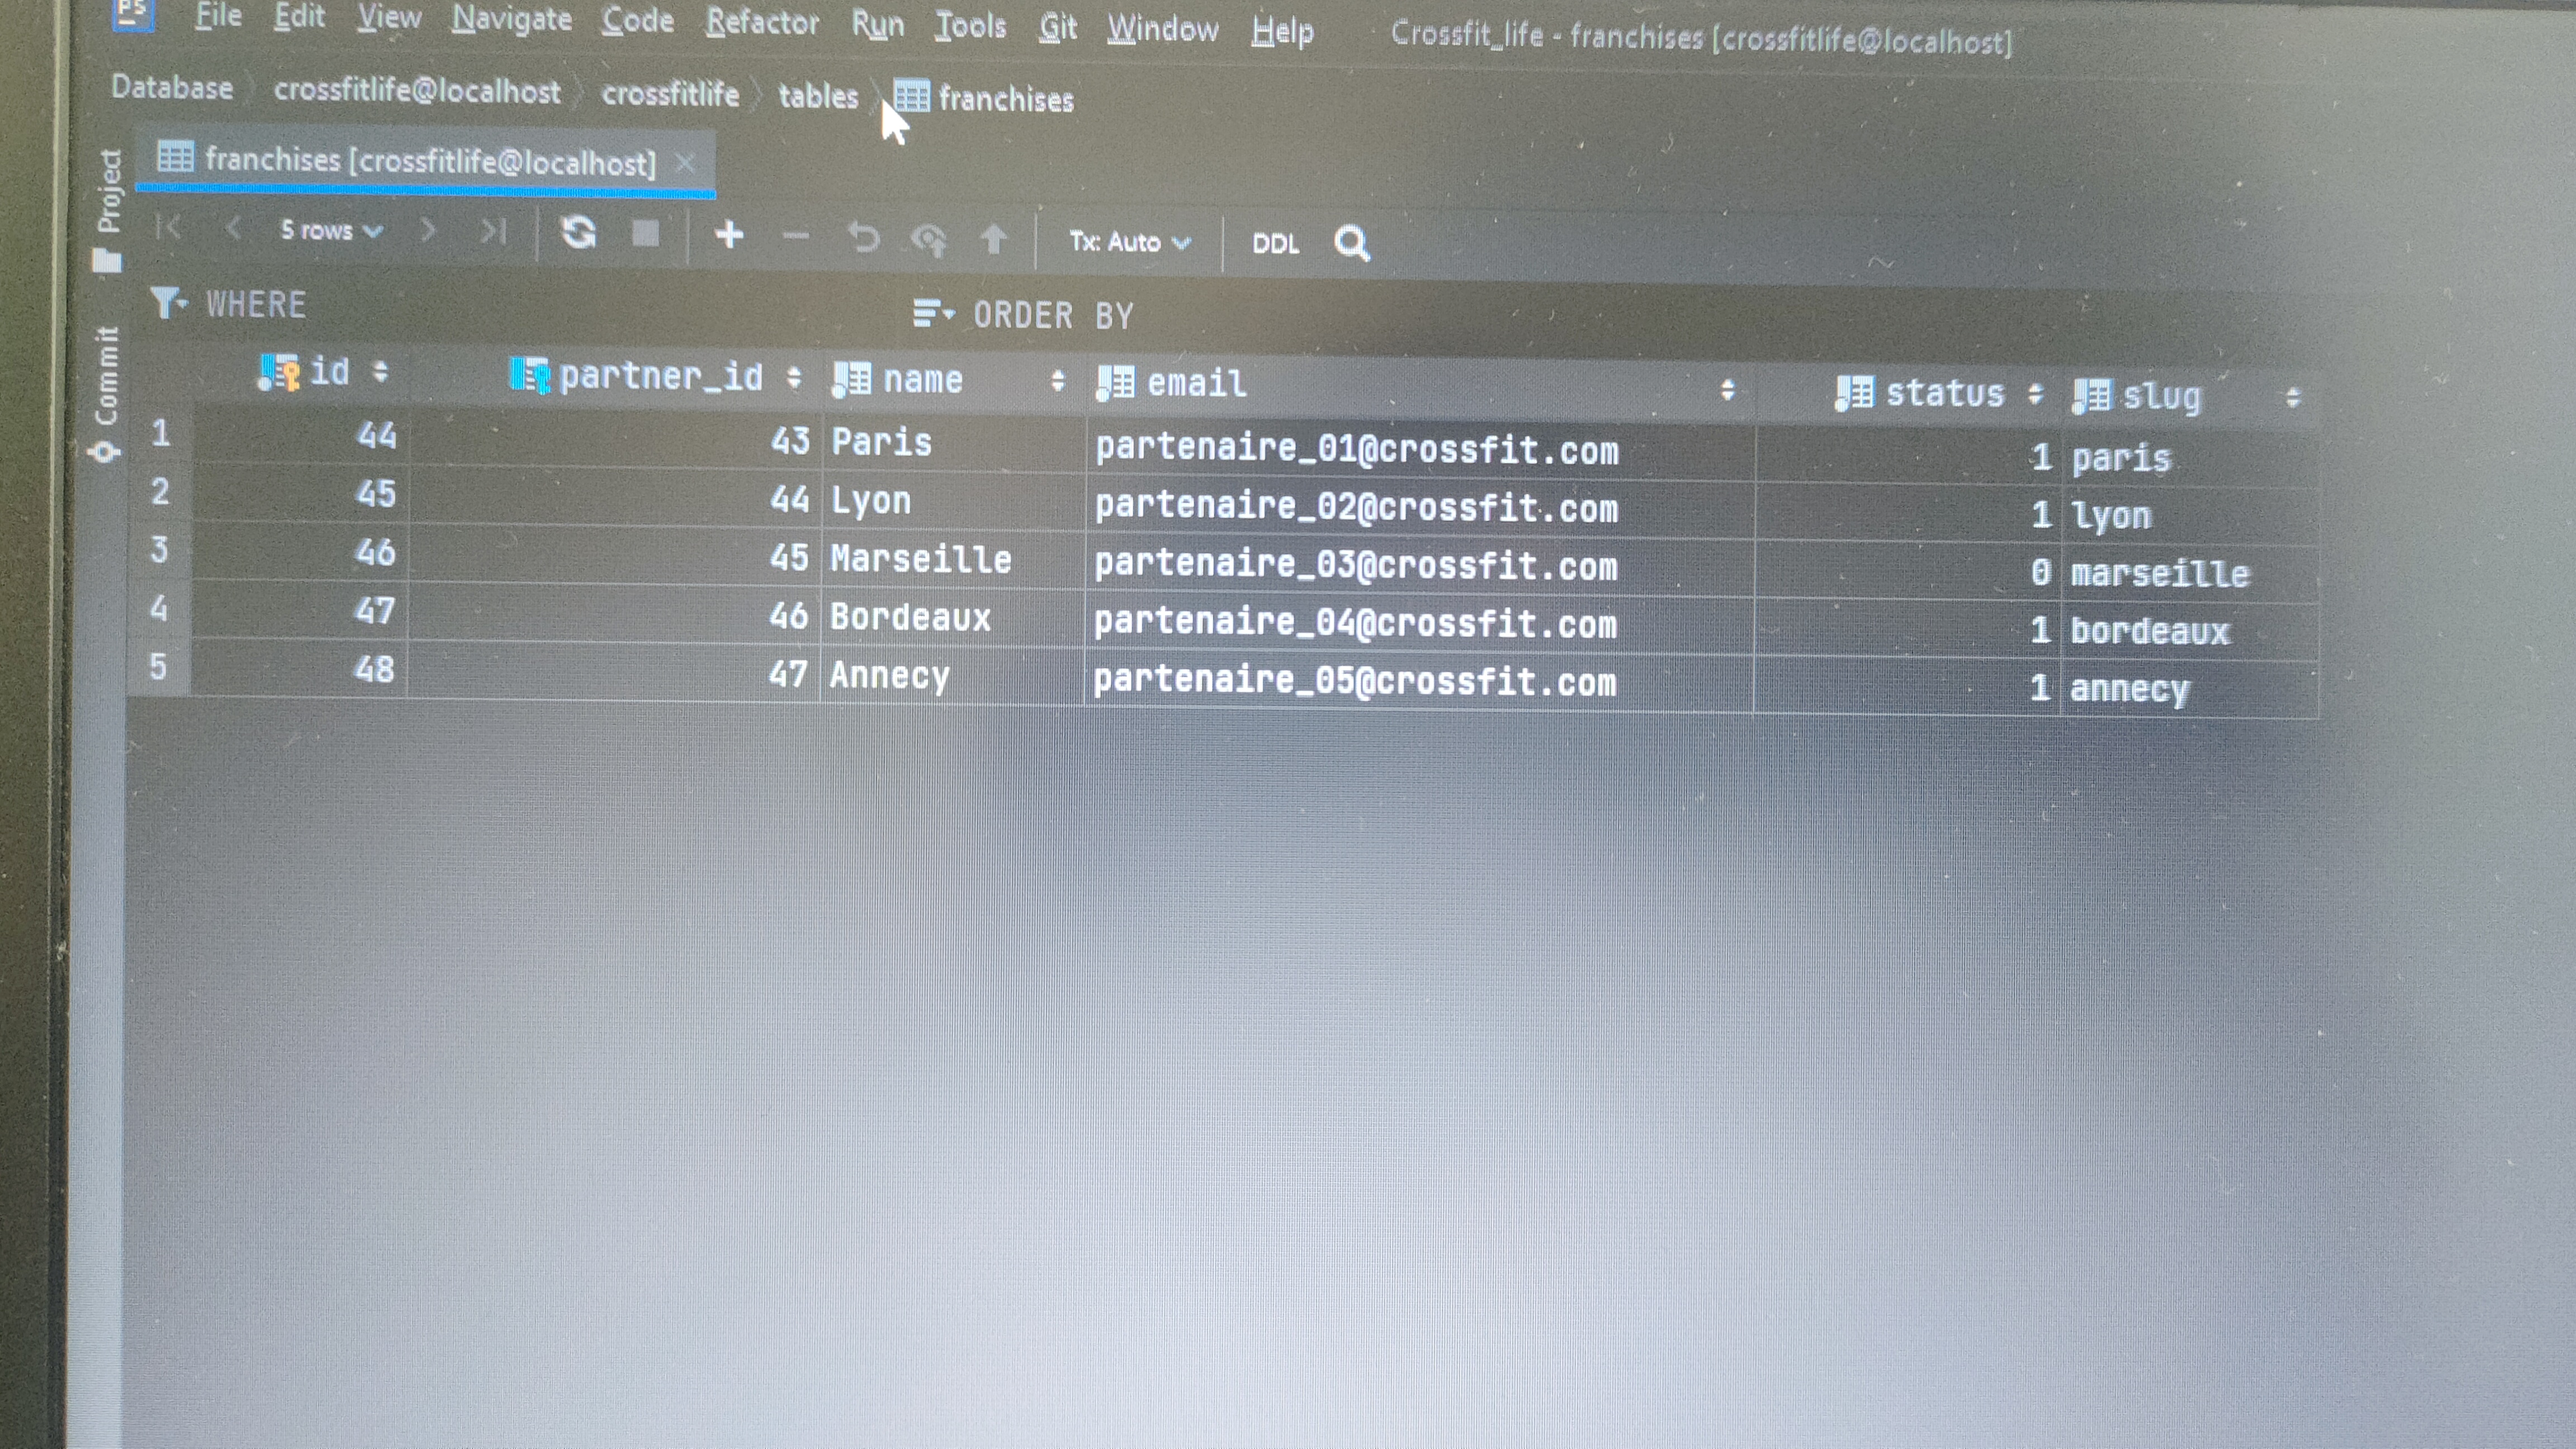 PS File Edit View Navigate Code Refactor Run Tools Git Window Help Crossfit_life - franchises [crossfitlife@localhost]
Database crossfitlife@localhost crossfitlife tables franchises
franchises [crossfitlife@localhost]
Project
Commit
5 rows Tx: Auto DDL
WHERE ORDER BY
id partner_id name email status slug
1 44 43 Paris partenaire_01@crossfit.com 1 paris
2 45 44 Lyon partenaire_02@crossfit.com 1 lyon
3 46 45 Marseille partenaire_03@crossfit.com 0 marseille
4 47 46 Bordeaux partenaire_04@crossfit.com 1 bordeaux
5 48 47 Annecy partenaire_05@crossfit.com 1 annecy